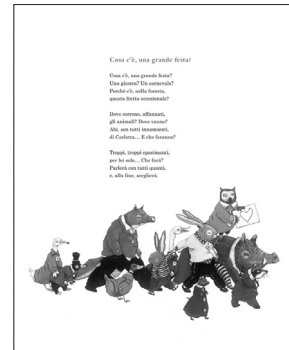 Cosa c'è, una grande festa?
Cosa c'è, una grande festa?
Una giostra? Un carnevale?
Perché c'è, nella foresta,
questa fretta eccezionale?
Dove corrono, affannati,
gli animali? Dove vanno?
Ahi, son tutti innamorati,
di Carlotta... E che faranno?
Troppi, troppi spasimanti,
per lei sola... Che farà?
Parlerà con tutti quanti,
e, alla fine, sceglierà.